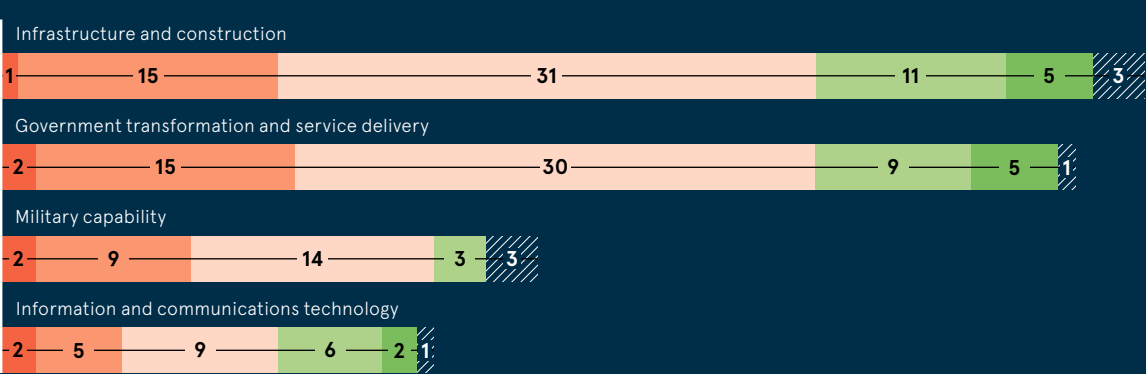 Infrastructure and construction
1 15 31 11 5 3
Government transformation and service delivery
2 15 30 9 5 1
Military capability
2 9 14 3 3
Information and communications technology
2 5 9 6 2 1